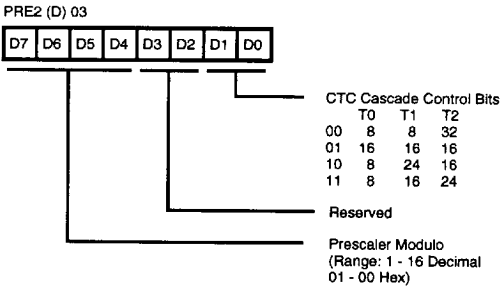 PRE2 (D) 03
D7 D6 D5 D4 D3 D2 D1 D0
CTC Cascade Control Bits
T0 T1 T2
00 8 8 32
01 16 16 16
10 8 24 16
11 8 16 24
Reserved
Prescaler Modulo
(Range: 1 - 16 Decimal
01 - 00 Hex)